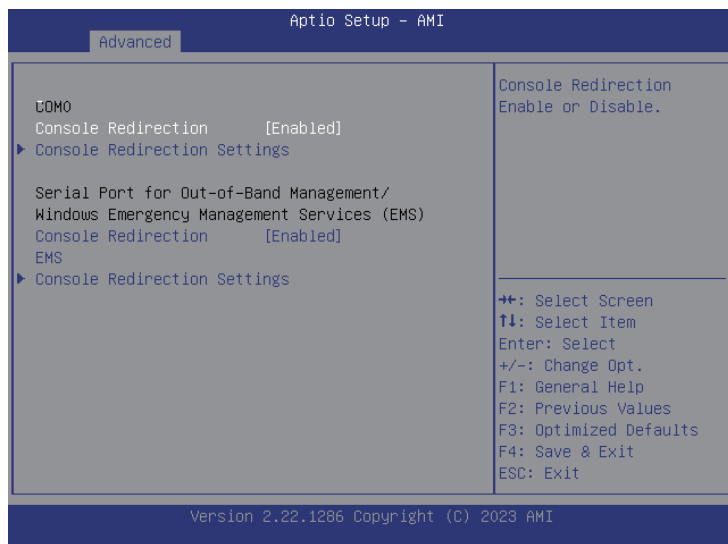 Aptio Setup – AMI
Advanced
COM0
Console Redirection [Enabled]
Console Redirection Settings
Serial Port for Out-of-Band Management/
Windows Emergency Management Services (EMS)
Console Redirection [Enabled]
EMS
Console Redirection Settings
Console Redirection
Enable or Disable.
→←: Select Screen
↑↓: Select Item
Enter: Select
+/-: Change Opt.
F1: General Help
F2: Previous Values
F3: Optimized Defaults
F4: Save & Exit
ESC: Exit
Version 2.22.1286 Copyright (C) 2023 AMI